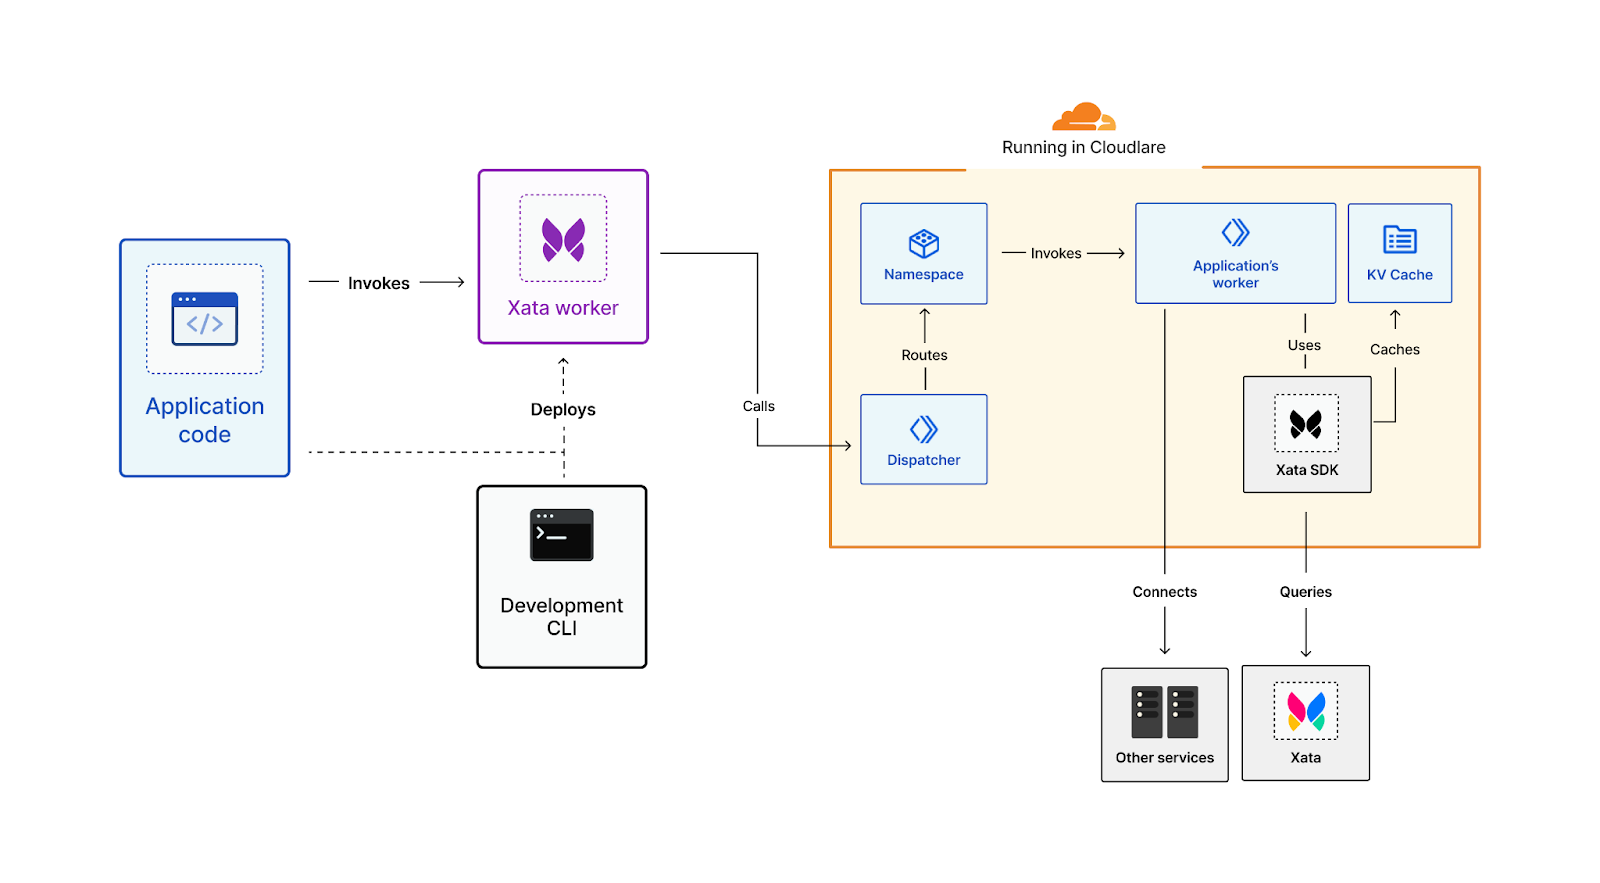 Running in Cloudlare
Application
code
Invokes
Xata worker
Deploys
Development
CLI
Calls
Namespace
Invokes
Application's
worker
KV Cache
Routes
Dispatcher
Uses
Caches
Xata SDK
Connects
Queries
Other services
Xata